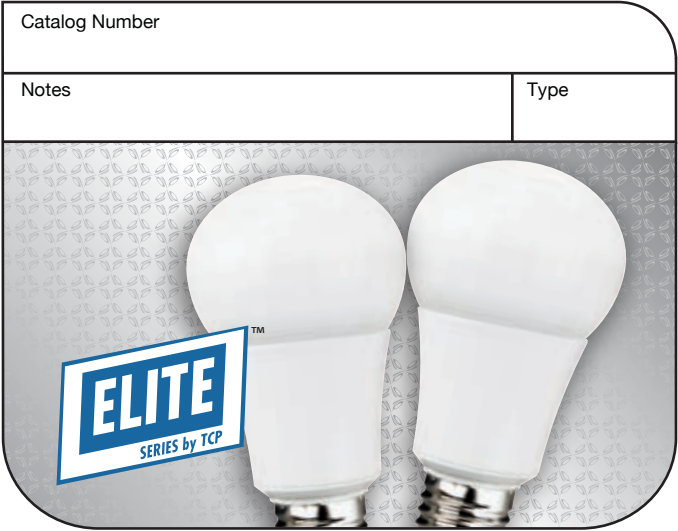 Catalog Number
Notes
Type
ELITE
™
SERIES by TCP